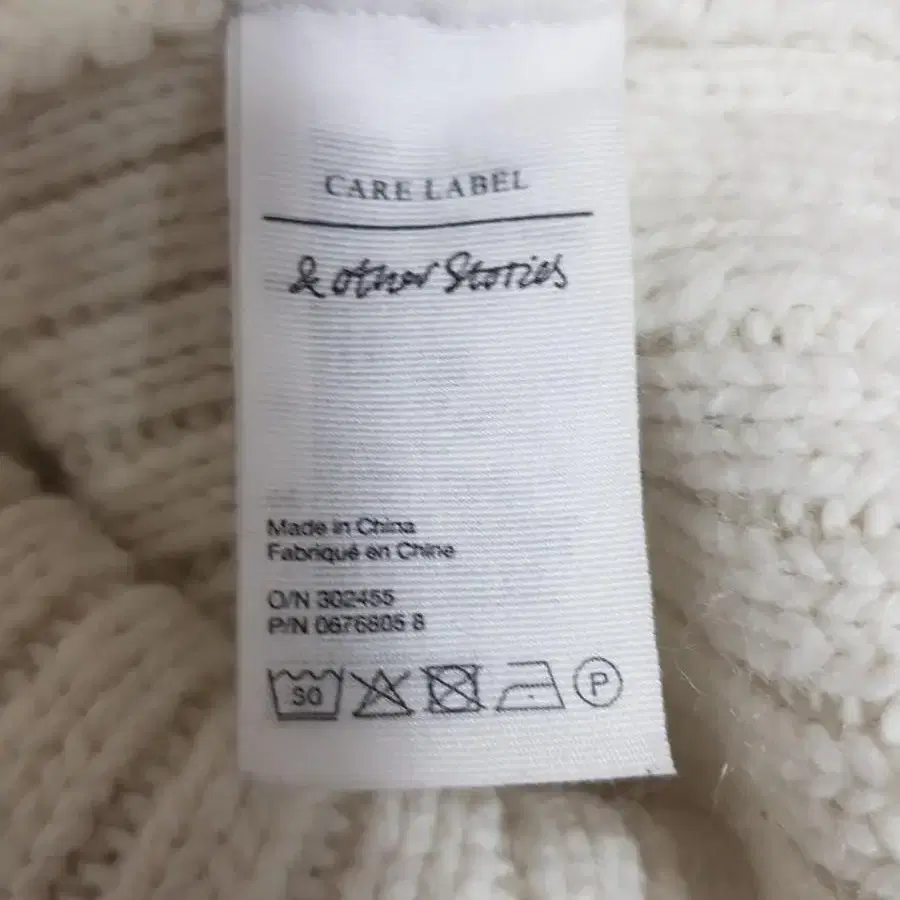 CARE LABEL
& other Stories
Made in China
Fabriqué en Chine
O/N 302455
P/N 0676805 8
30
P